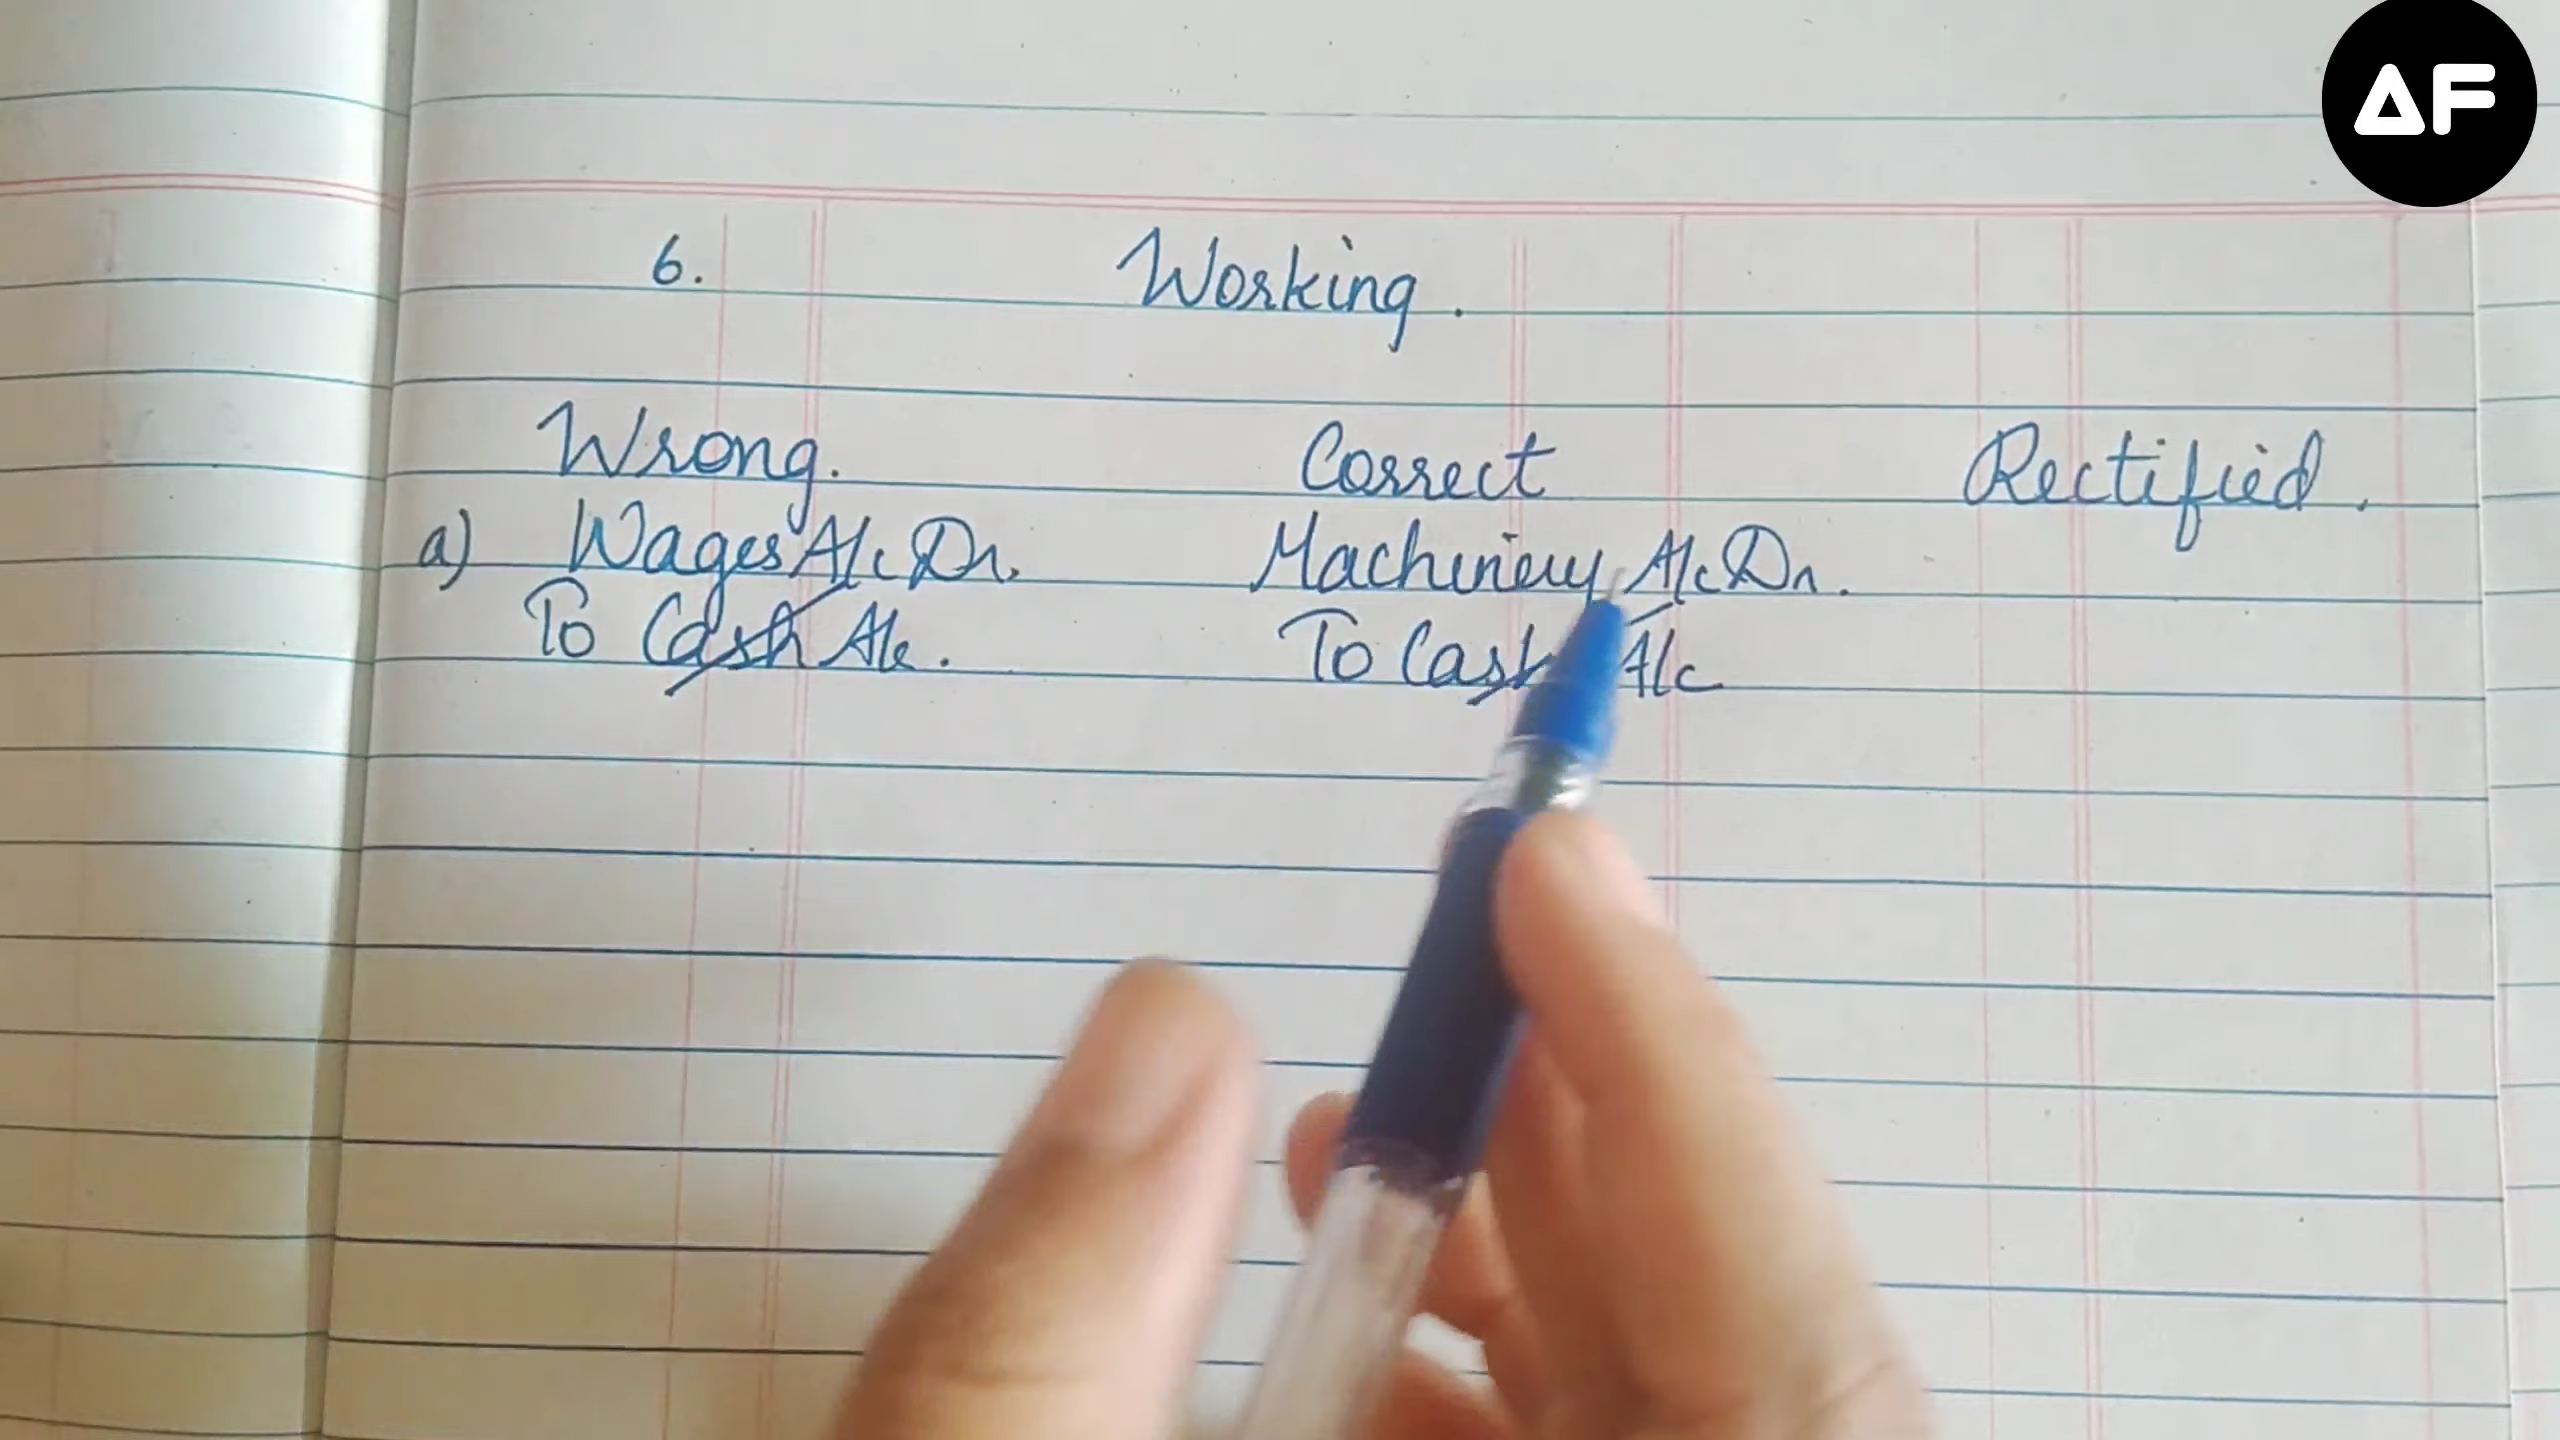 AF
6. Working.
Wrong. Correct Rectified.
a) Wages A/c Dr. Machinery A/c Dr.
To Cash A/c. To Cash A/c